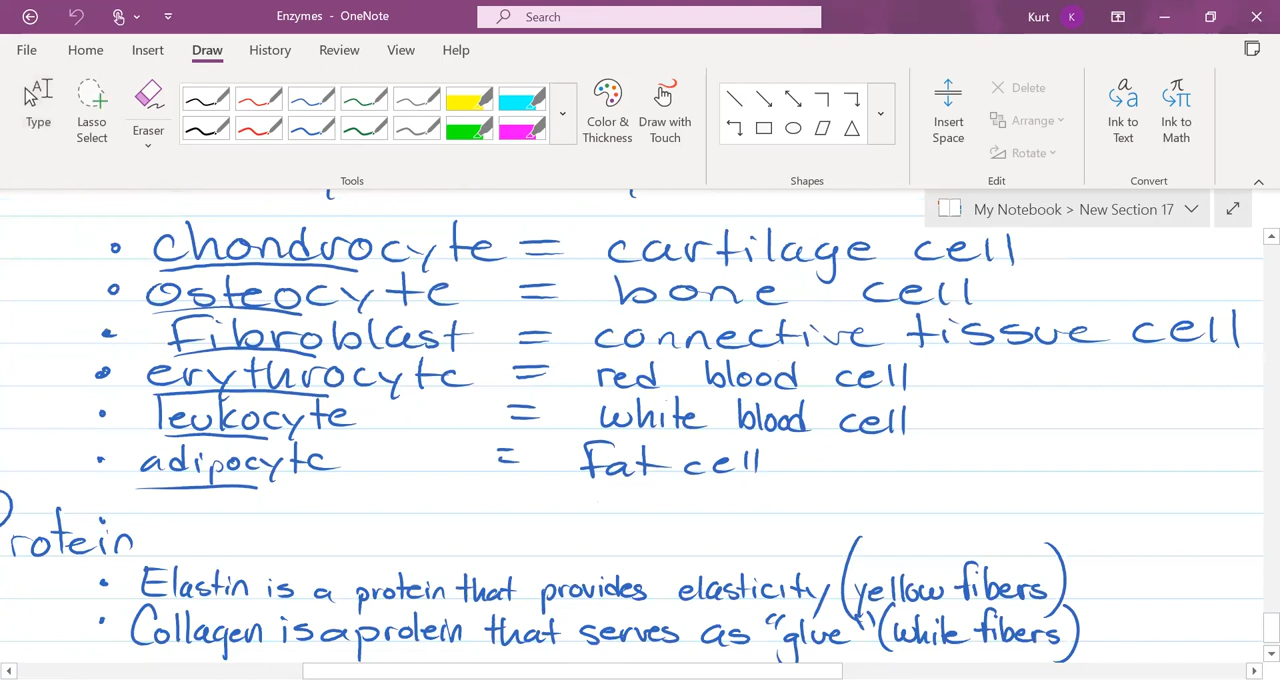 Enzymes - OneNote
Search
Kurt K
File Home Insert Draw History Review View Help
Type
Lasso Select
Eraser
Color & Thickness
Draw with Touch
Insert Space
Delete
Arrange
Rotate
Ink to Text
Ink to Math
Tools
Shapes
Edit
Convert
My Notebook > New Section 17
• chondrocyte = cartilage cell
• osteocyte = bone cell
• Fibroblast = connective tissue cell
• erythrocyte = red blood cell
• leukocyte = white blood cell
• adipocyte = Fat cell
Protein
• Elastin is a protein that provides elasticity (yellow fibers)
• Collagen is a protein that serves as "glue" (white fibers)